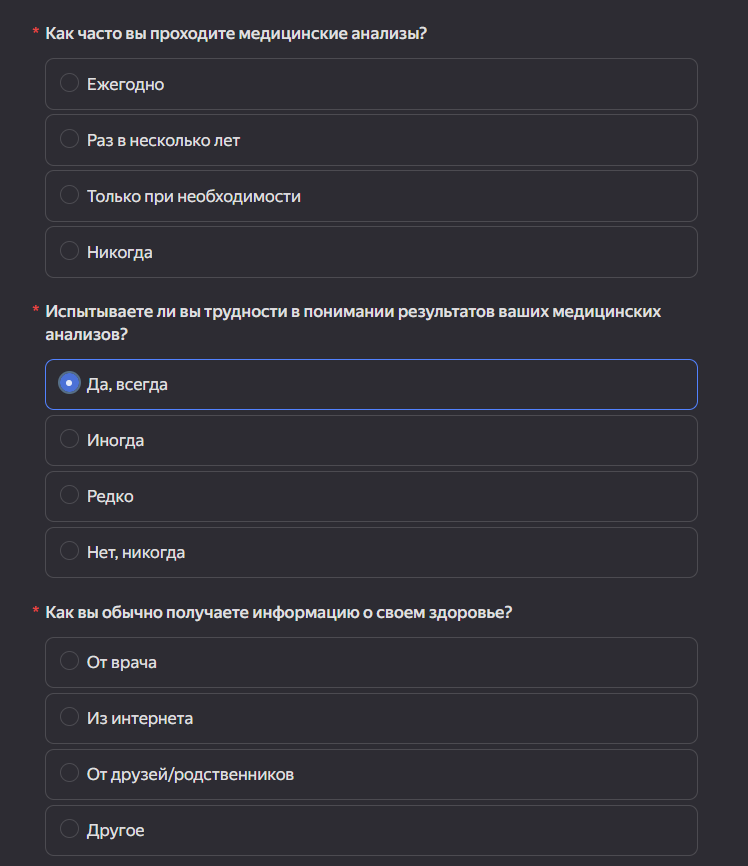 * Как часто вы проходите медицинские анализы?
Ежегодно
Раз в несколько лет
Только при необходимости
Никогда
* Испытываете ли вы трудности в понимании результатов ваших медицинских
анализов?
Да, всегда
Иногда
Редко
Нет, никогда
* Как вы обычно получаете информацию о своем здоровье?
От врача
Из интернета
От друзей/родственников
Другое